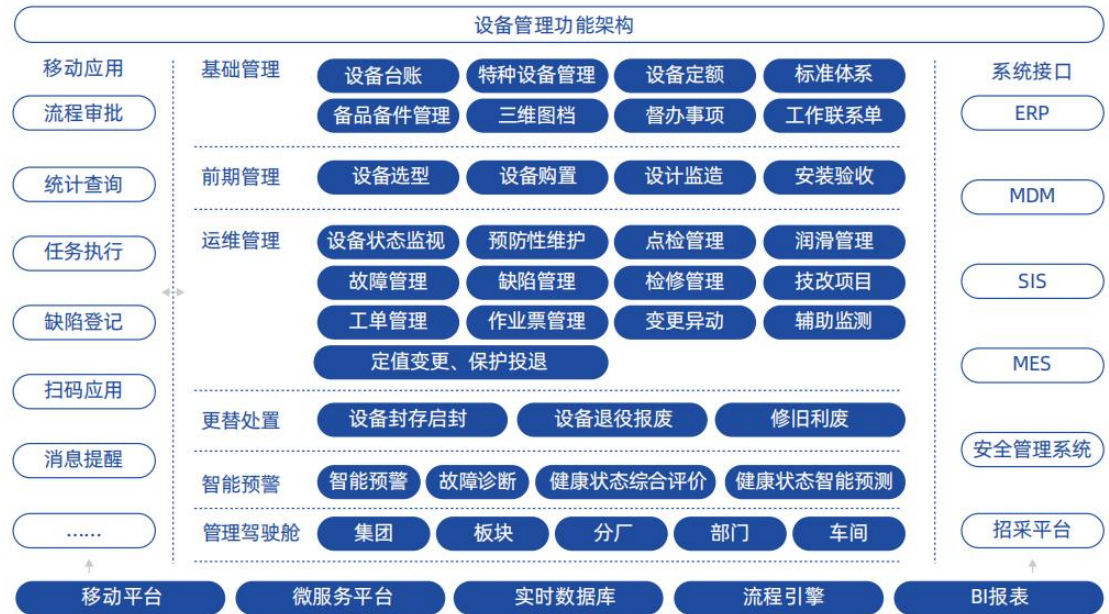 设备管理功能架构
移动应用
流程审批
统计查询
任务执行
缺陷登记
扫码应用
消息提醒
......
基础管理
设备台账 特种设备管理 设备定额 标准体系
备品备件管理 三维图档 督办事项 工作联系单
前期管理
设备选型 设备购置 设计监造 安装验收
运维管理
设备状态监视 预防性维护 点检管理 润滑管理
故障管理 缺陷管理 检修管理 技改项目
工单管理 作业票管理 变更异动 辅助监测
定值变更、保护投退
更替处置
设备封存启封 设备退役报废 修旧利废
智能预警
智能预警 故障诊断 健康状态综合评价 健康状态智能预测
管理驾驶舱
集团 板块 分厂 部门 车间
系统接口
ERP
MDM
SIS
MES
安全管理系统
招采平台
移动平台 微服务平台 实时数据库 流程引擎 BI报表